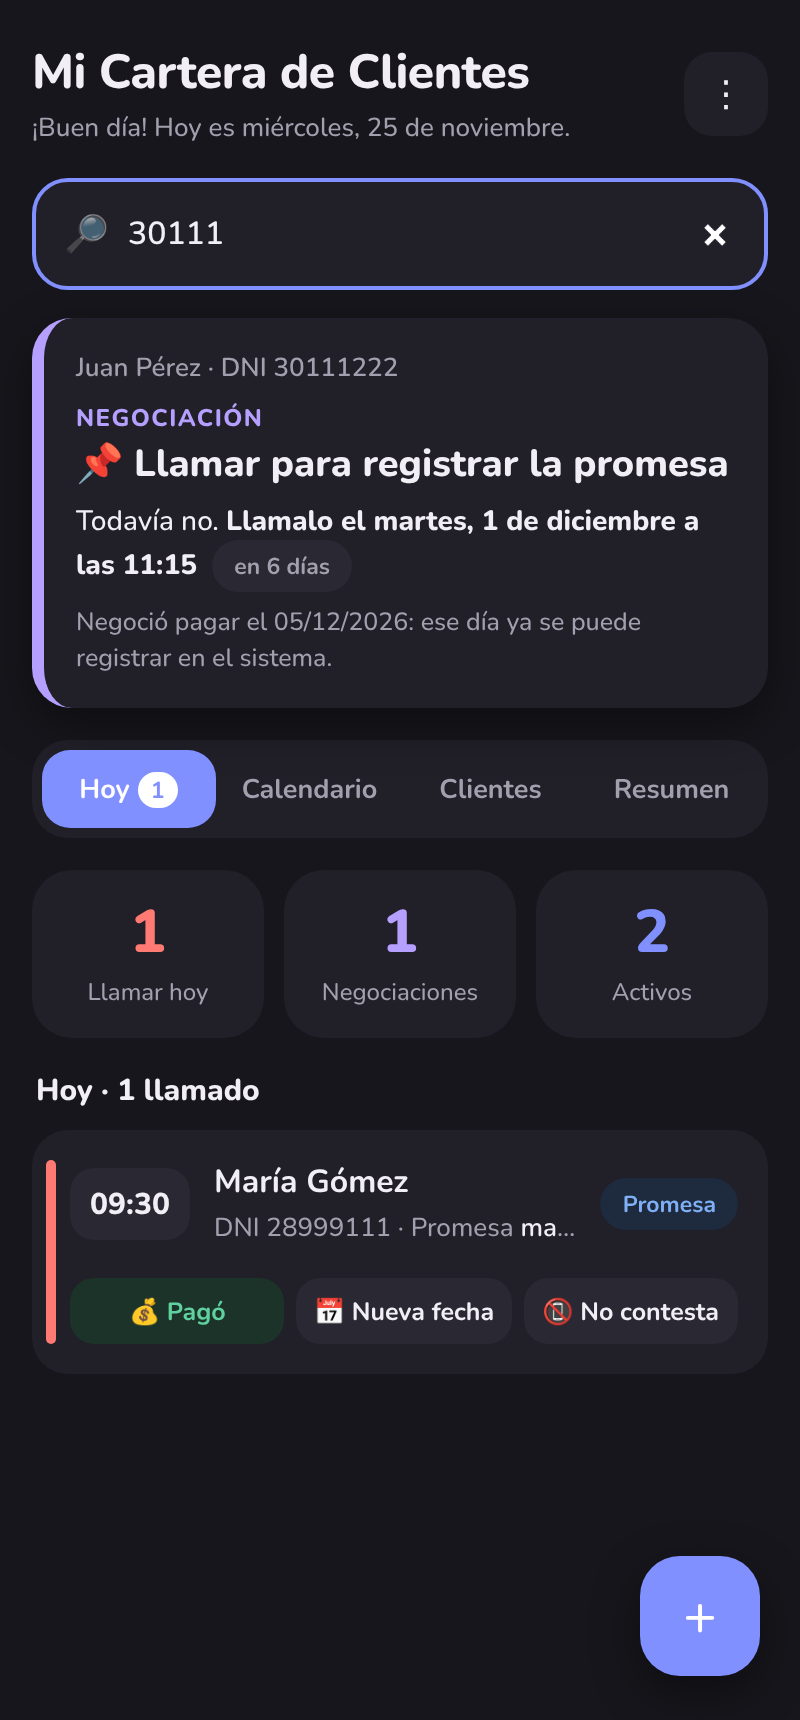 Mi Cartera de Clientes
¡Buen día! Hoy es miércoles, 25 de noviembre.
30111
Juan Pérez · DNI 30111222
NEGOCIACIÓN
📌 Llamar para registrar la promesa
Todavía no. Llamalo el martes, 1 de diciembre a
las 11:15 en 6 días
Negoció pagar el 05/12/2026: ese día ya se puede
registrar en el sistema.
Hoy 1 Calendario Clientes Resumen
1 1 2
Llamar hoy Negociaciones Activos
Hoy · 1 llamado
María Gómez
09:30 Promesa
DNI 28999111 · Promesa ma...
💰 Pagó 📅 Nueva fecha 📵 No contesta
+